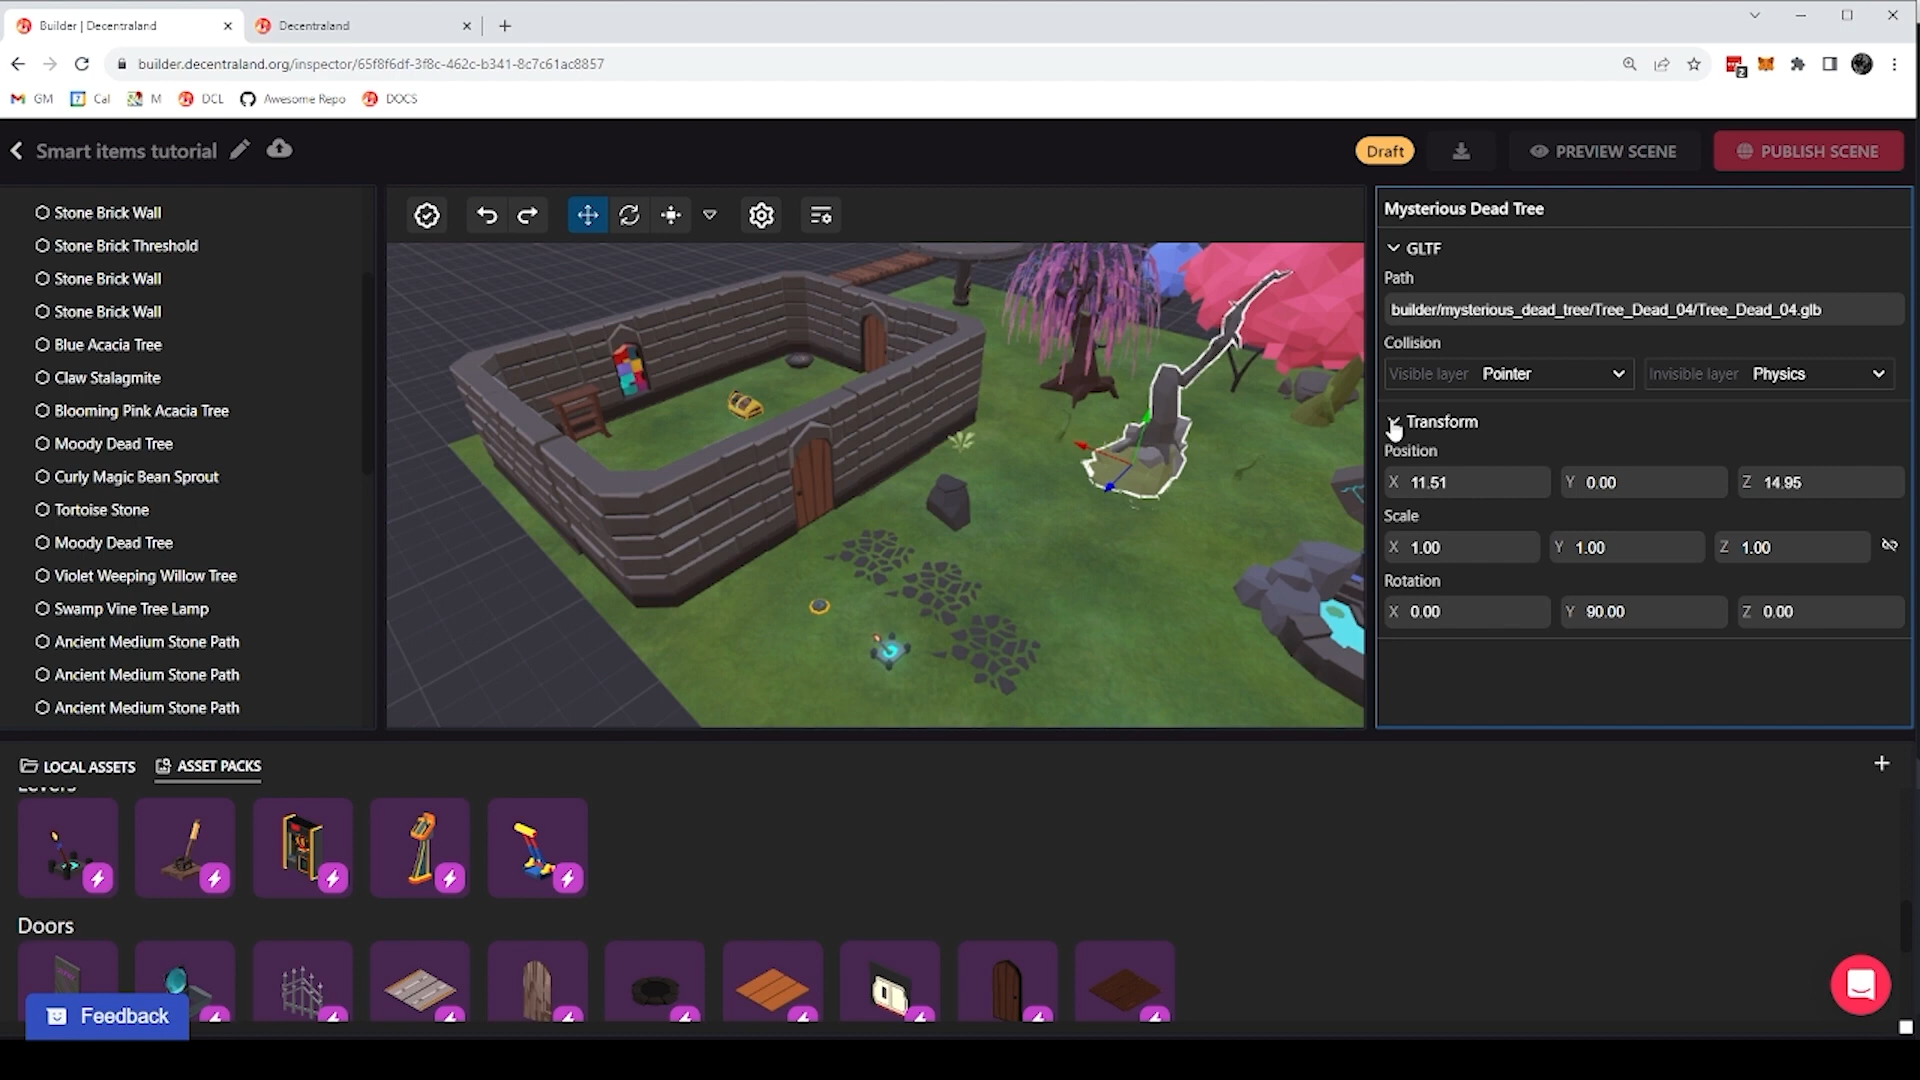 Builder | Decentraland
Decentraland
builder.decentraland.org/inspector/65f8f6df-3f8c-462c-b341-8c7c61ac8857
2
GM
7
Cal
M
DCL
Awesome Repo
DOCS
Smart items tutorial
Draft
PREVIEW SCENE
PUBLISH SCENE
Stone Brick Wall
Stone Brick Threshold
Stone Brick Wall
Stone Brick Wall
Blue Acacia Tree
Claw Stalagmite
Blooming Pink Acacia Tree
Moody Dead Tree
Curly Magic Bean Sprout
Tortoise Stone
Moody Dead Tree
Violet Weeping Willow Tree
Swamp Vine Tree Lamp
Ancient Medium Stone Path
Ancient Medium Stone Path
Ancient Medium Stone Path
Mysterious Dead Tree
GLTF
Path
builder/mysterious_dead_tree/Tree_Dead_04/Tree_Dead_04.glb
Collision
Visible layer Pointer Invisible layer Physics
Transform
Position
X 11.51 Y 0.00 Z 14.95
Scale
X 1.00 Y 1.00 Z 1.00
Rotation
X 0.00 Y 90.00 Z 0.00
LOCAL ASSETS
ASSET PACKS
Levers
Doors
Feedback